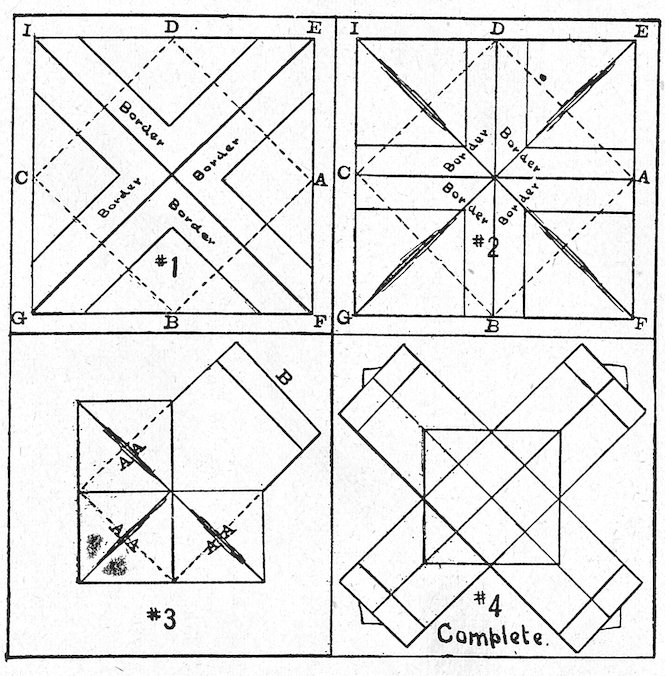 I D E
Border
Border
C A
Border
Border
#1
G B F
I D E
Border Border
C A
Border Border
#2
G B F
B
A A
A A
A A
#3
#4
Complete.